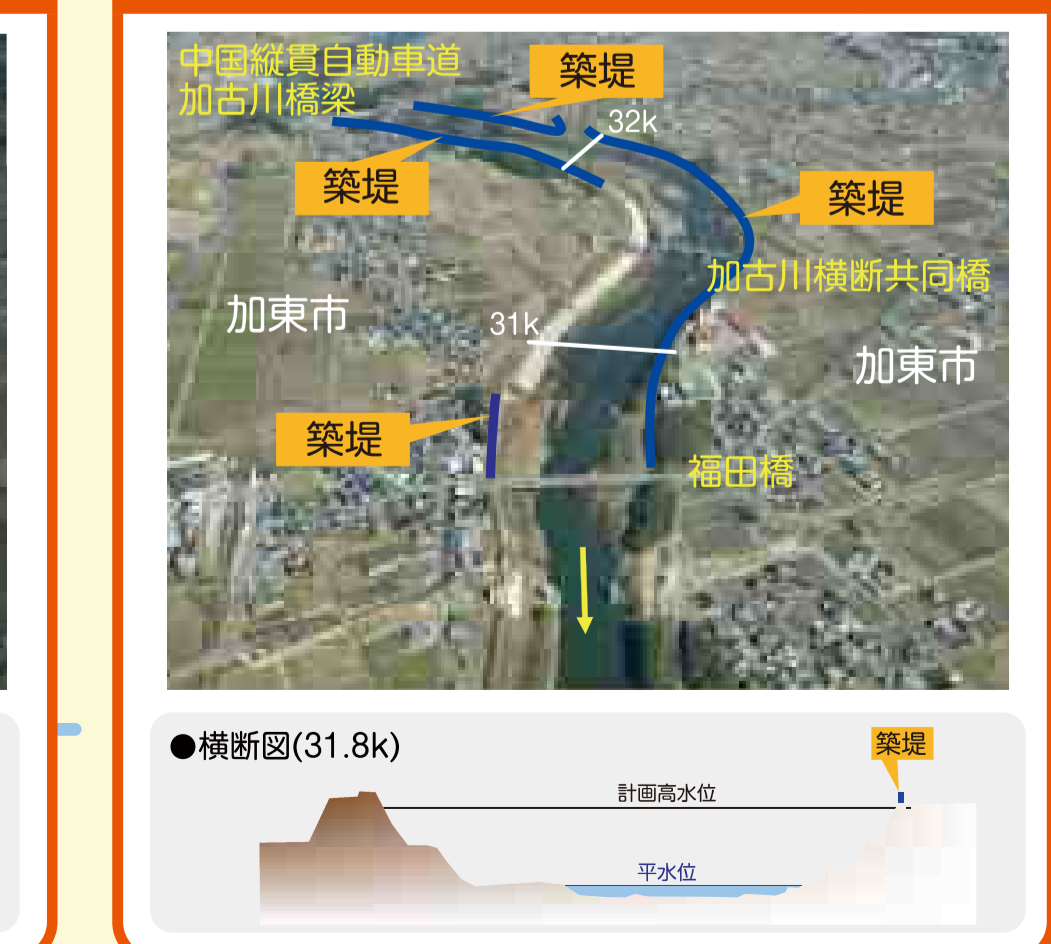 中国縦貫自動車道
加古川橋梁
築堤
32k
築堤
築堤
加古川横断共同橋
加東市
31k
加東市
築堤
福田橋
●横断図(31.8k)
築堤
計画高水位
平水位